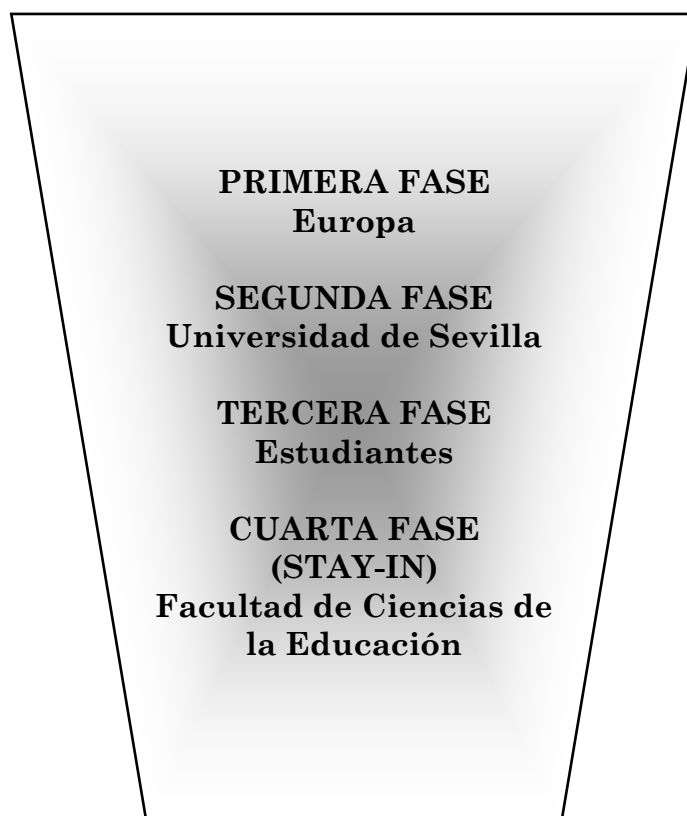 PRIMERA FASE
Europa
SEGUNDA FASE
Universidad de Sevilla
TERCERA FASE
Estudiantes
CUARTA FASE
(STAY-IN)
Facultad de Ciencias de
la Educación